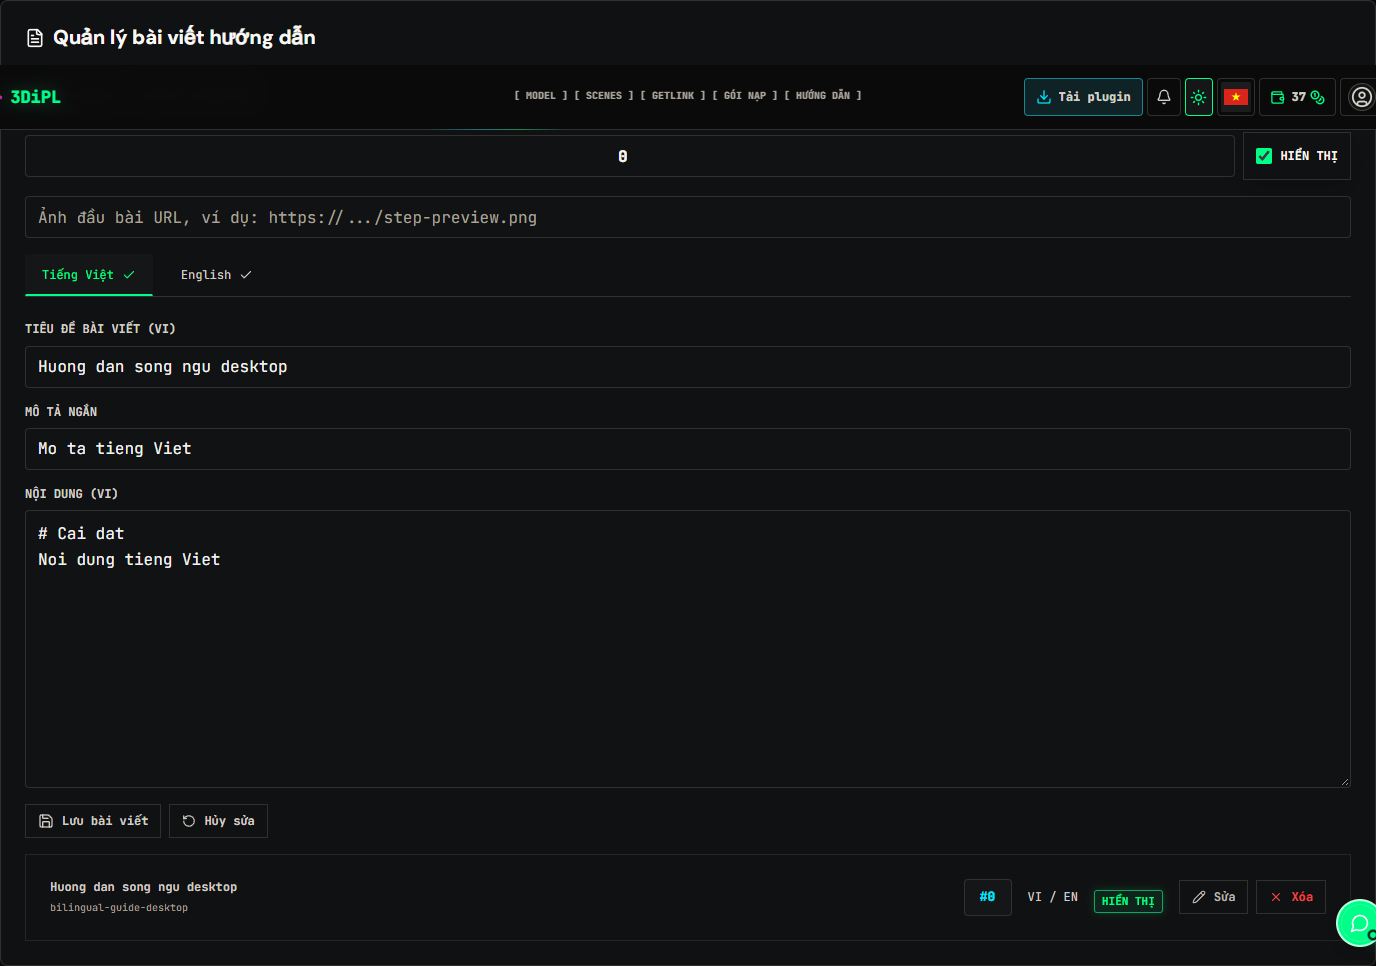 Quản lý bài viết hướng dẫn
3DiPL
[ MODEL ] [ SCENES ] [ GETLINK ] [ GÓI NẠP ] [ HƯỚNG DẪN ]
Tải plugin
37
0
HIỂN THỊ
Ảnh đầu bài URL, ví dụ: https://.../step-preview.png
Tiếng Việt
English
TIÊU ĐỀ BÀI VIẾT (VI)
Huong dan song ngu desktop
MÔ TẢ NGẮN
Mo ta tieng Viet
NỘI DUNG (VI)
# Cai dat
Noi dung tieng Viet
Lưu bài viết
Hủy sửa
Huong dan song ngu desktop
bilingual-guide-desktop
#0
VI / EN
HIỂN THỊ
Sửa
Xóa